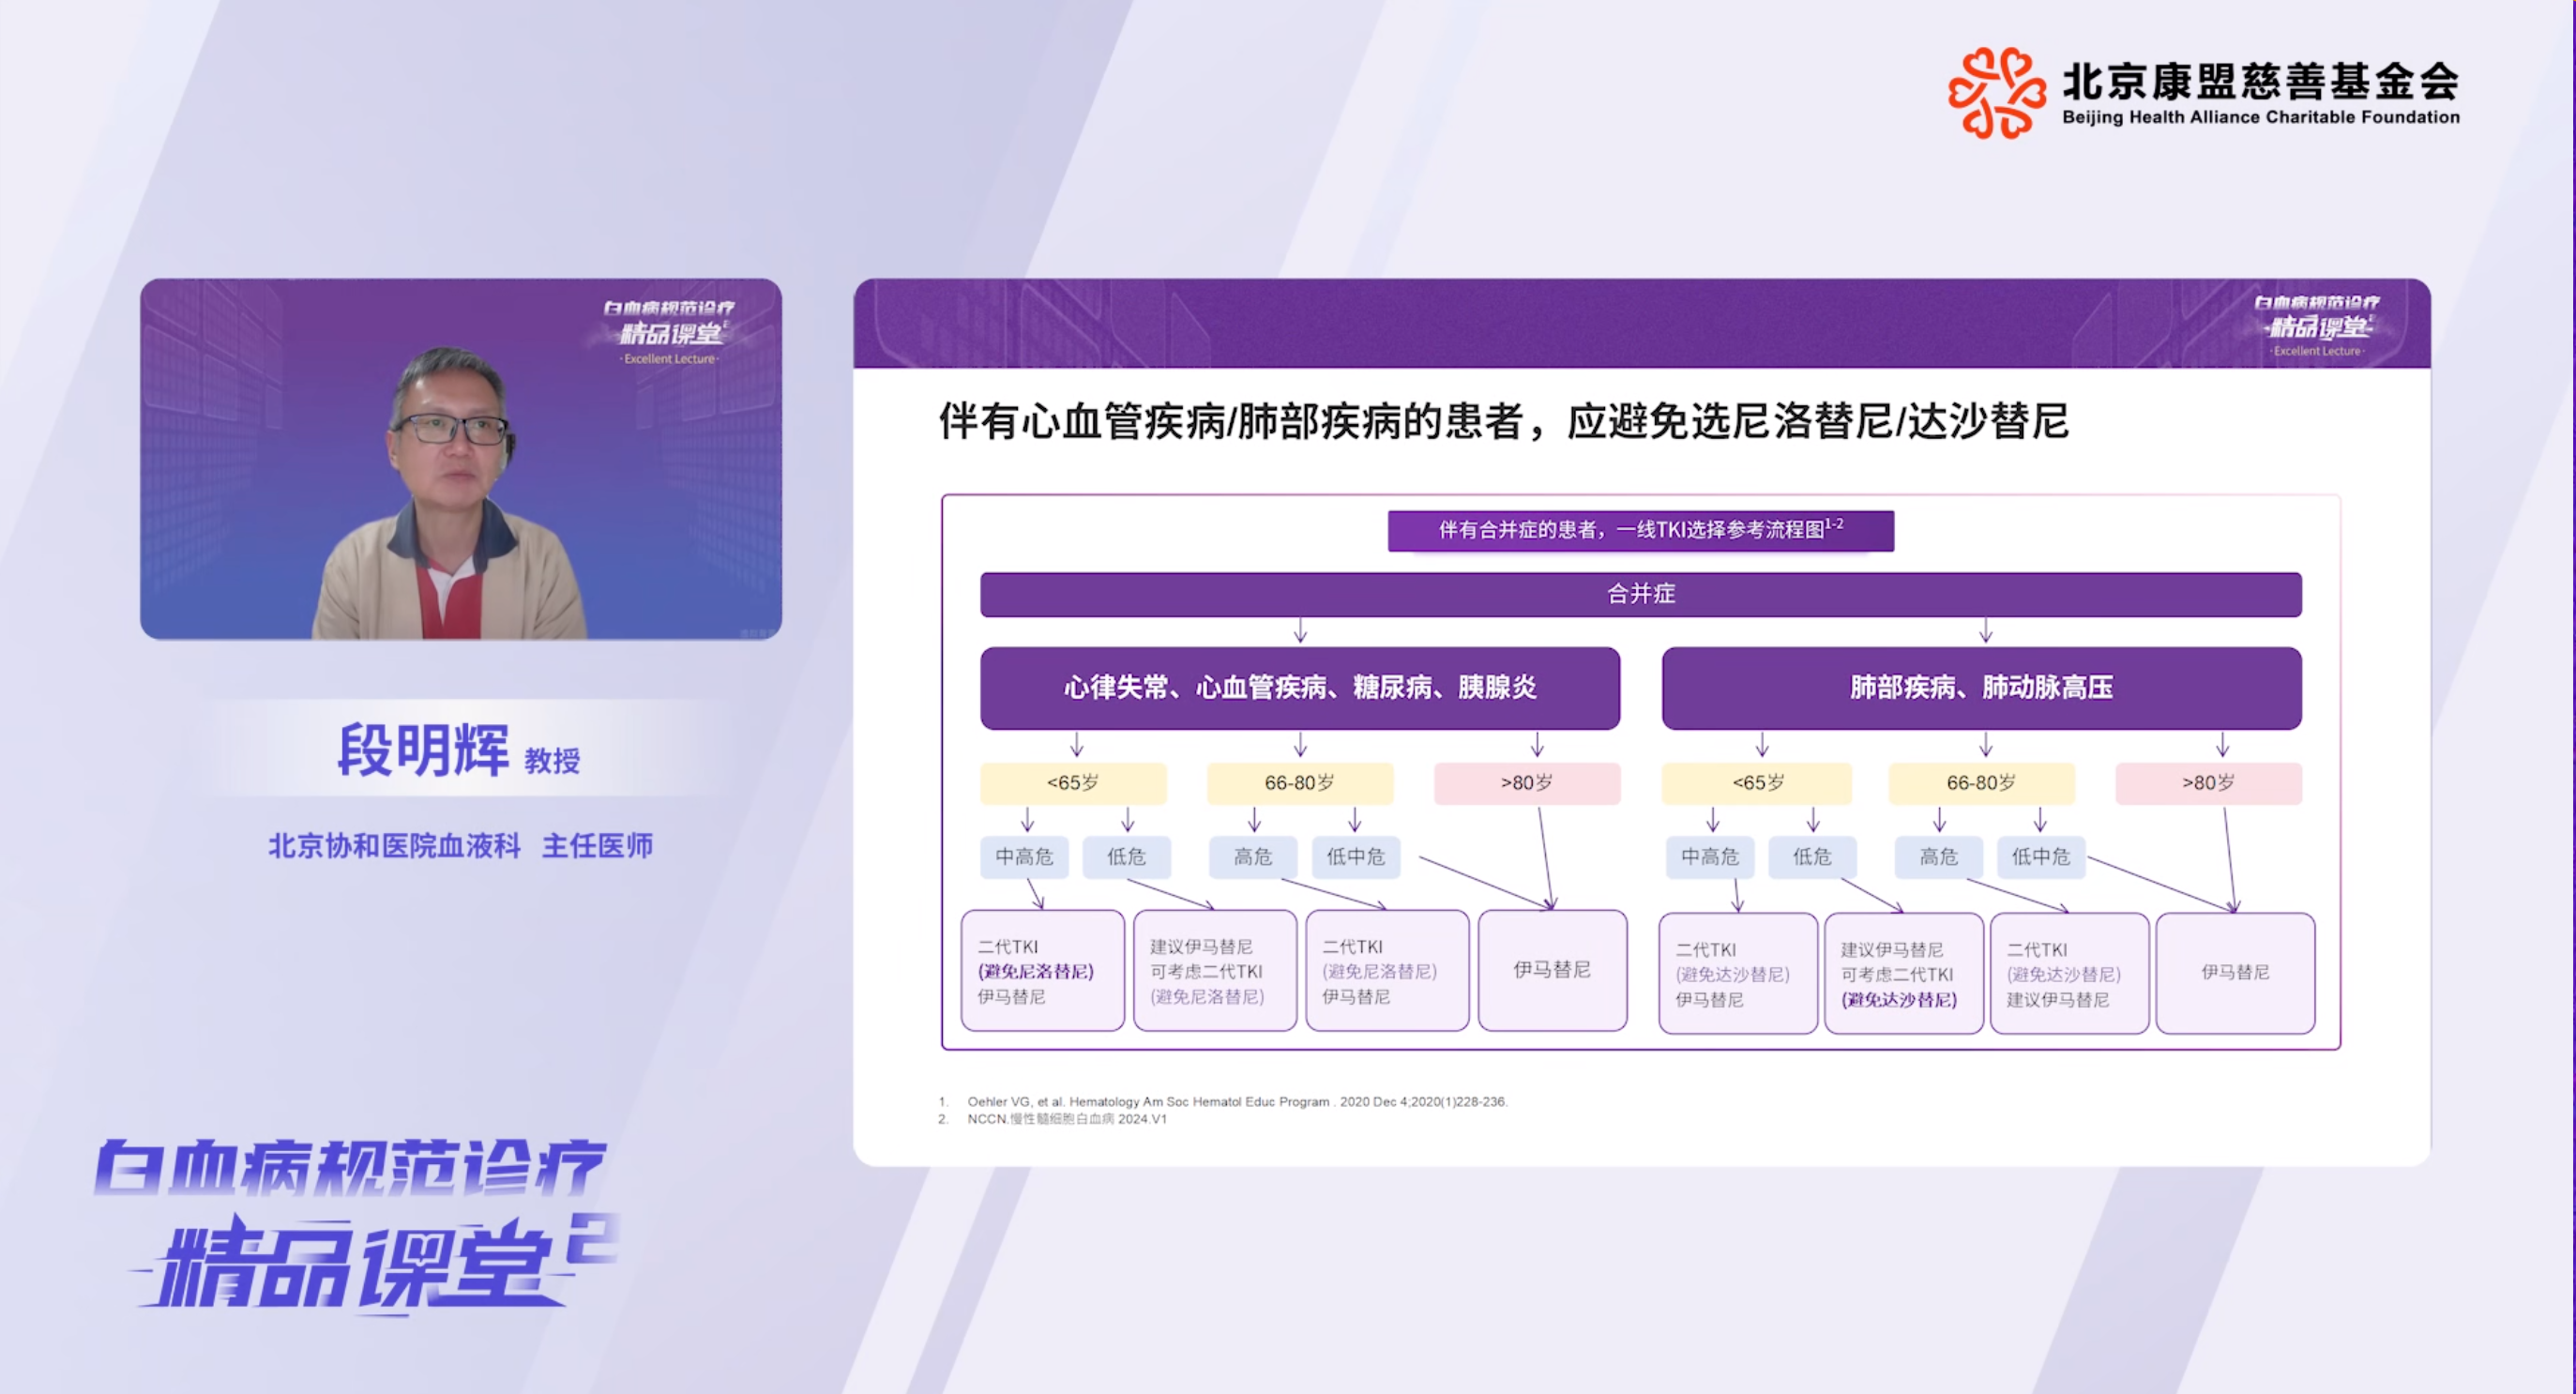 北京康盟慈善基金会
Beijing Health Alliance Charitable Foundation
白血病规范诊疗
精品课堂2
·Excellent Lecture·
段明辉 教授
北京协和医院血液科 主任医师
白血病规范诊疗
精品课堂2
白血病规范诊疗
精品课堂2
·Excellent Lecture·
伴有心血管疾病/肺部疾病的患者，应避免选尼洛替尼/达沙替尼
伴有合并症的患者，一线TKI选择参考流程图1-2
合并症
心律失常、心血管疾病、糖尿病、胰腺炎
肺部疾病、肺动脉高压
<65岁
66-80岁
>80岁
<65岁
66-80岁
>80岁
中高危
低危
高危
低中危
中高危
低危
高危
低中危
二代TKI
(避免尼洛替尼)
伊马替尼
建议伊马替尼
可考虑二代TKI
(避免尼洛替尼)
二代TKI
(避免尼洛替尼)
伊马替尼
伊马替尼
二代TKI
(避免达沙替尼)
伊马替尼
建议伊马替尼
可考虑二代TKI
(避免达沙替尼)
二代TKI
(避免达沙替尼)
建议伊马替尼
伊马替尼
1. Oehler VG, et al. Hematology Am Soc Hematol Educ Program . 2020 Dec 4;2020(1)228-236.
2. NCCN.慢性髓细胞白血病 2024.V1